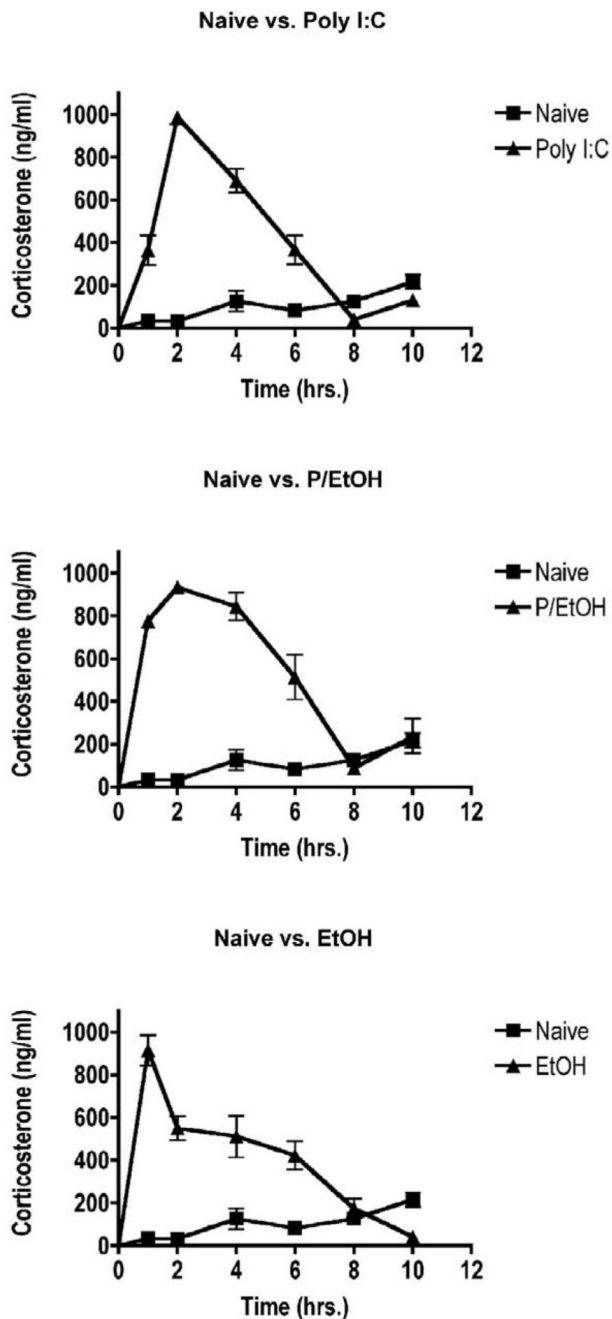 Naive vs. Poly I:C
Corticosterone (ng/ml)
1000
800
600
400
200
0
0 2 4 6 8 10 12
Time (hrs.)
Naive
Poly I:C
Naive vs. P/EtOH
Corticosterone (ng/ml)
1000
800
600
400
200
0
0 2 4 6 8 10 12
Time (hrs.)
Naive
P/EtOH
Naive vs. EtOH
Corticosterone (ng/ml)
1000
800
600
400
200
0
0 2 4 6 8 10 12
Time (hrs.)
Naive
EtOH